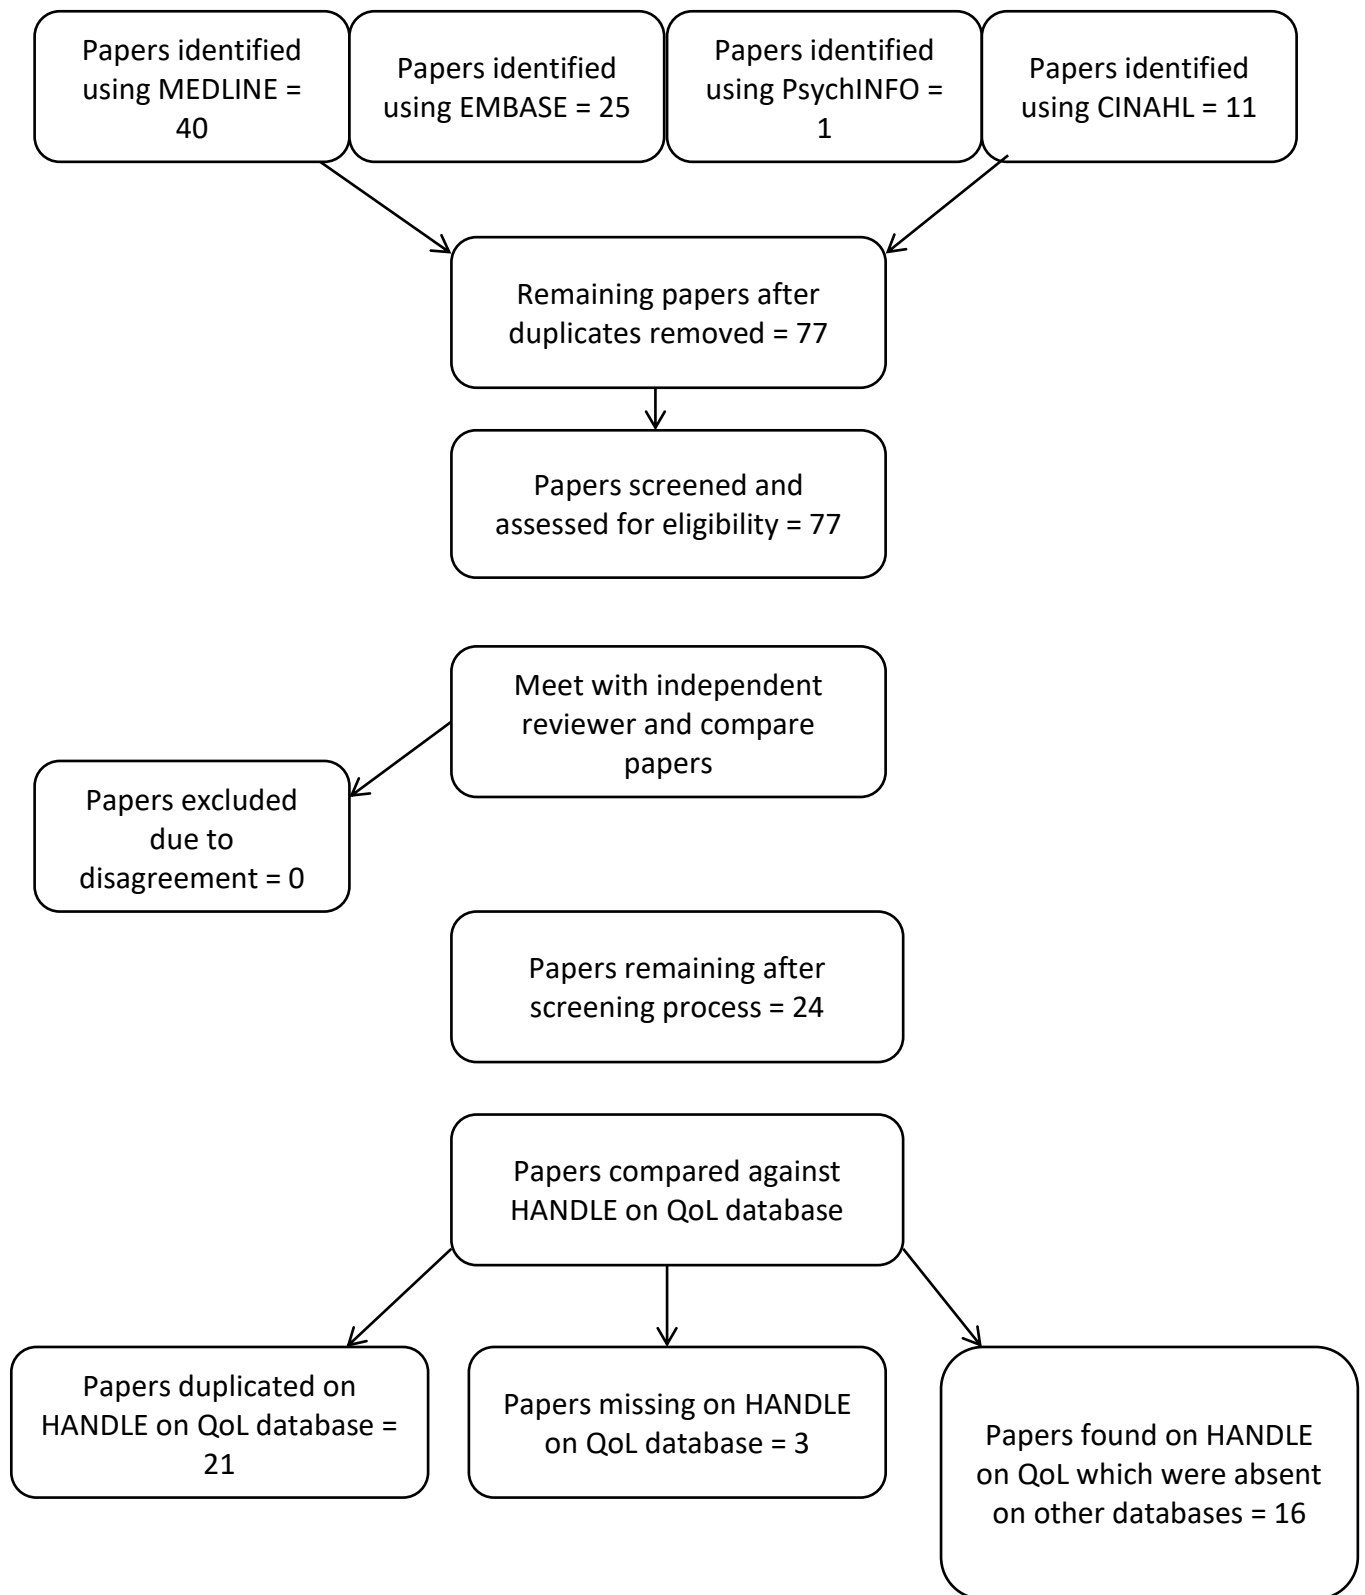 Papers identified
using MEDLINE =
40
Papers identified
using EMBASE = 25
Papers identified
using PsychINFO =
1
Papers identified
using CINAHL = 11
Remaining papers after
duplicates removed = 77
Papers screened and
assessed for eligibility = 77
Meet with independent
reviewer and compare
papers
Papers excluded
due to
disagreement = 0
Papers remaining after
screening process = 24
Papers compared against
HANDLE on QoL database
Papers duplicated on
HANDLE on QoL database =
21
Papers missing on HANDLE
on QoL database = 3
Papers found on HANDLE
on QoL which were absent
on other databases = 16